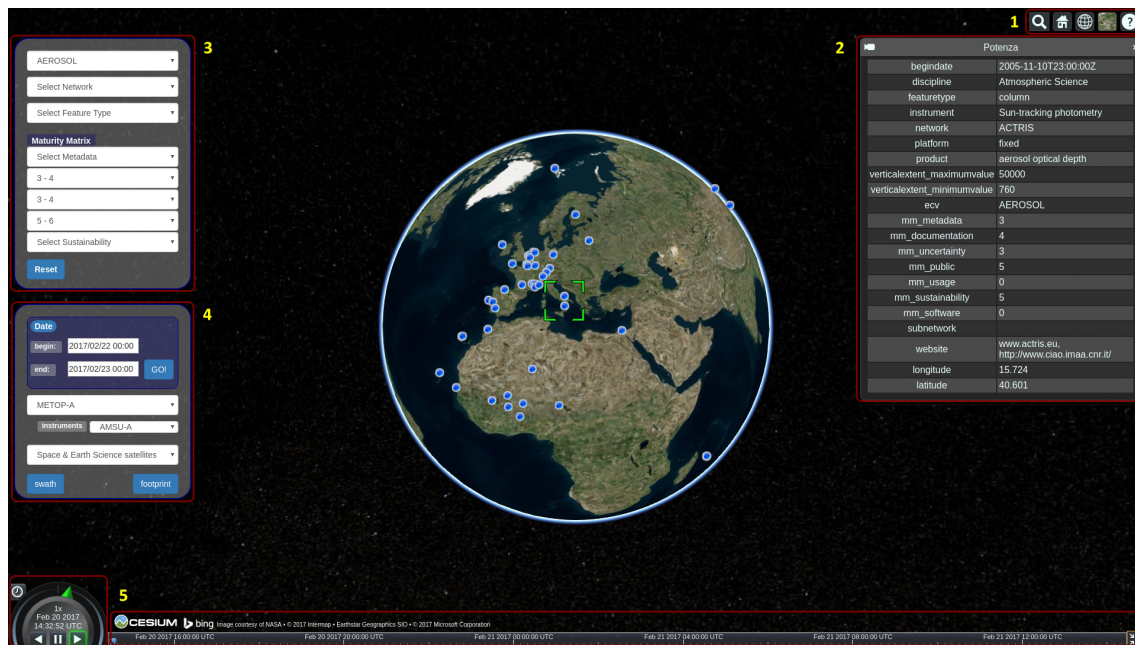 1
?
3
AEROSOL
Select Network
Select Feature Type
Maturity Matrix
Select Metadata
3 - 4
3 - 4
5 - 6
Select Sustainability
Reset
2
Potenza
begindate 2005-11-10T23:00:00Z
discipline Atmospheric Science
featuretype column
instrument Sun-tracking photometry
network ACTRIS
platform fixed
product aerosol optical depth
verticalextent_maximumvalue 50000
verticalextent_minimumvalue 760
ecv AEROSOL
mm_metadata 3
mm_documentation 4
mm_uncertainty 3
mm_public 5
mm_usage 0
mm_sustainability 5
mm_software 0
subnetwork
website www.actris.eu,
http://www.ciao.imaa.cnr.it/
longitude 15.724
latitude 40.601
4
Date
begin: 2017/02/22 00:00
end: 2017/02/23 00:00 GO!
METOP-A
instruments AMSU-A
Space & Earth Science satellites
swath footprint
5
1x
Feb 20 2017
14:32:52 UTC
CESIUM bing Image courtesy of NASA • © 2017 Intermap • Earthstar Geographics SIO • © 2017 Microsoft Corporation
Feb 20 2017 16:00:00 UTC Feb 20 2017 20:00:00 UTC Feb 21 2017 00:00:00 UTC Feb 21 2017 04:00:00 UTC Feb 21 2017 08:00:00 UTC Feb 21 2017 12:00:00 UTC